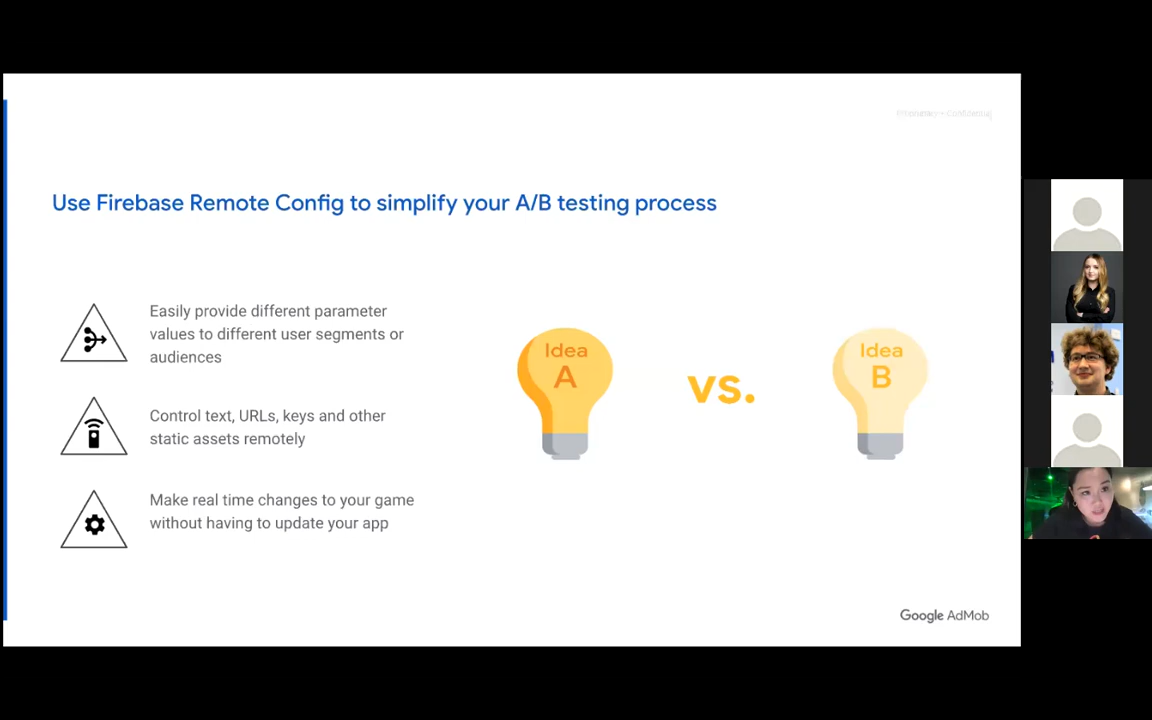 Use Firebase Remote Config to simplify your A/B testing process
Easily provide different parameter
values to different user segments or
audiences
Control text, URLs, keys and other
static assets remotely
Make real time changes to your game
without having to update your app
Idea
A
vs.
Idea
B
Google AdMob